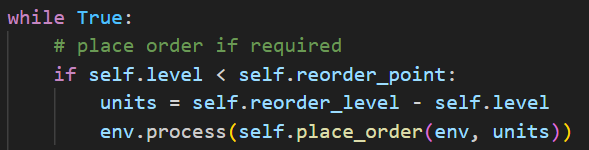 while True:
    # place order if required
    if self.level < self.reorder_point:
        units = self.reorder_level - self.level
        env.process(self.place_order(env, units))